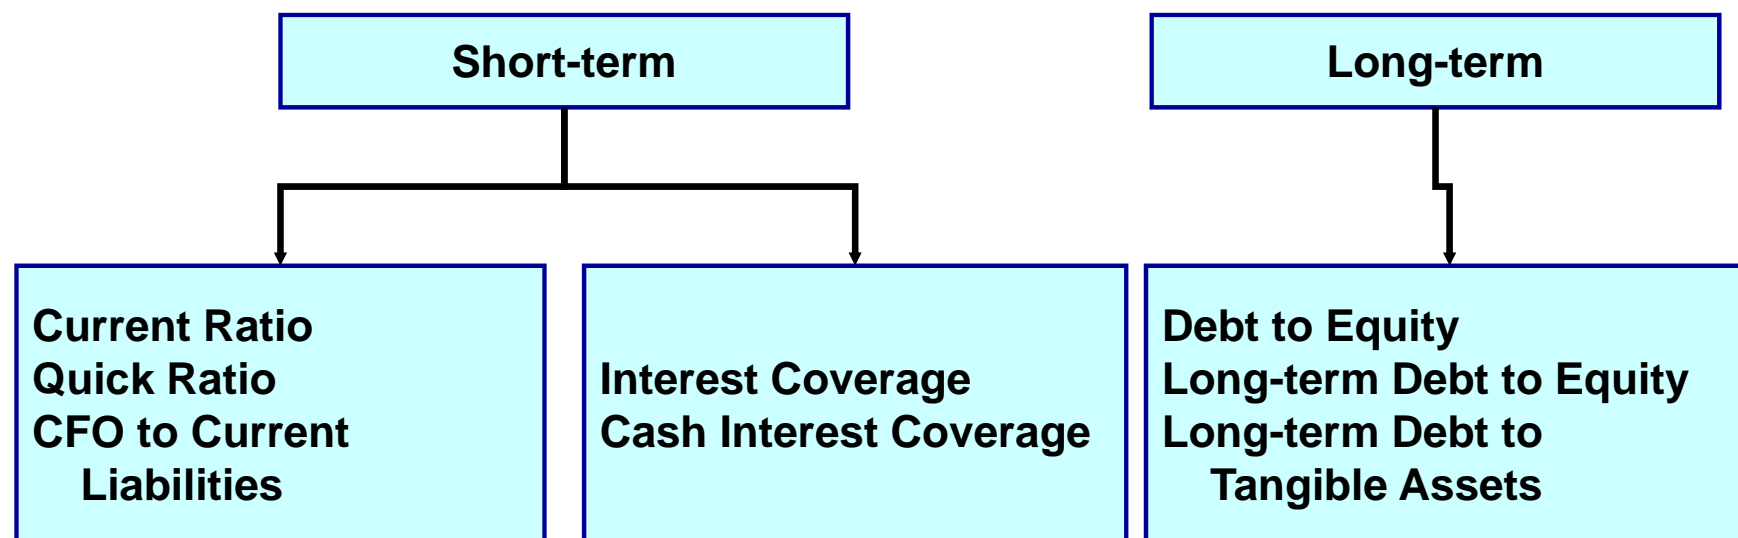 Short-term
Long-term
Current Ratio
Quick Ratio
CFO to Current
Liabilities
Interest Coverage
Cash Interest Coverage
Debt to Equity
Long-term Debt to Equity
Long-term Debt to
Tangible Assets